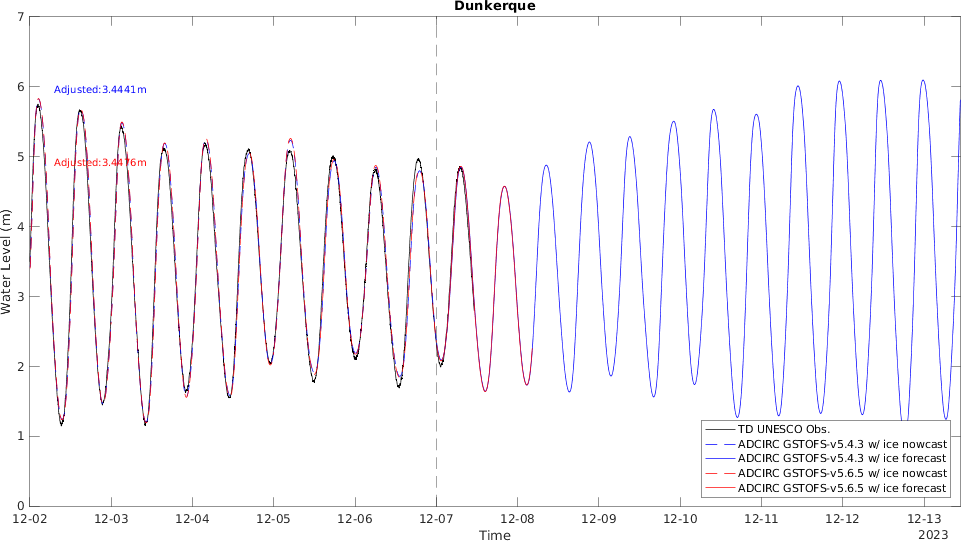 Dunkerque
7
6
5
4
3
2
1
0
Water Level (m)
Adjusted:3.4441m
Adjusted:3.4476m
TD UNESCO Obs.
ADCIRC GSTOFS-v5.4.3 w/ ice nowcast
ADCIRC GSTOFS-v5.4.3 w/ ice forecast
ADCIRC GSTOFS-v5.6.5 w/ ice nowcast
ADCIRC GSTOFS-v5.6.5 w/ ice forecast
12-02 12-03 12-04 12-05 12-06 12-07 12-08 12-09 12-10 12-11 12-12 12-13
Time
2023